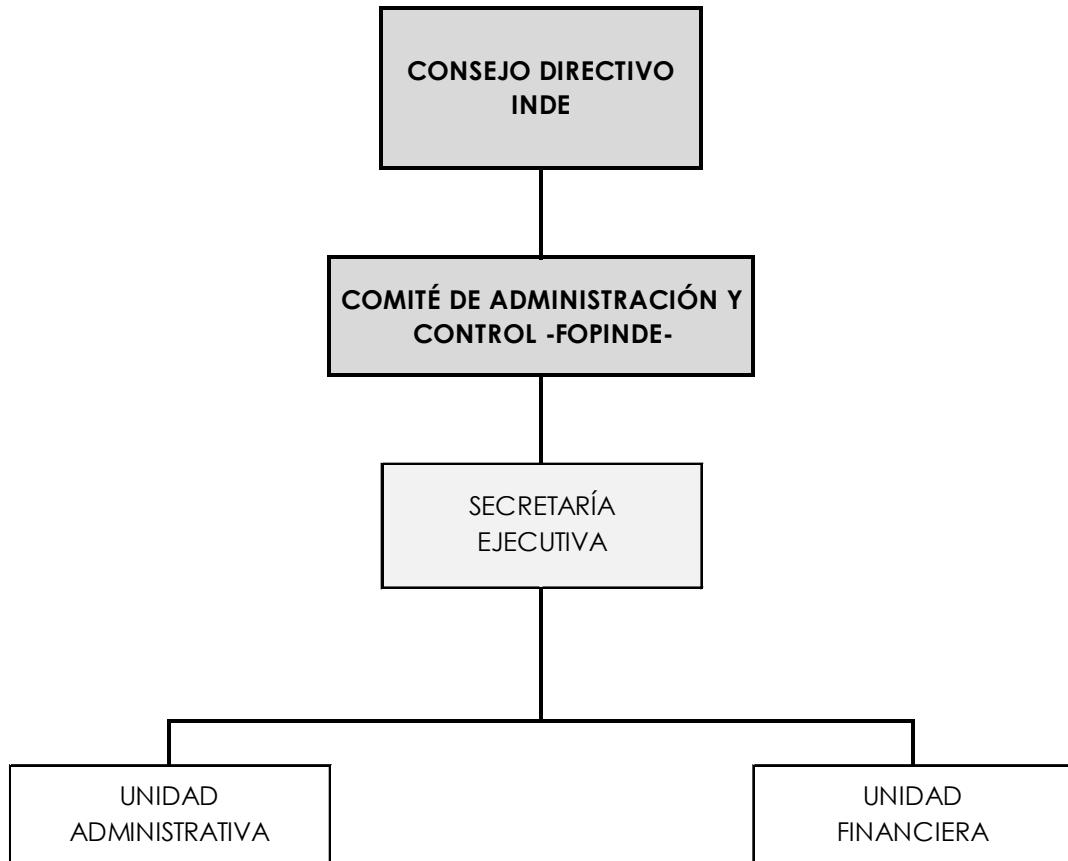 CONSEJO DIRECTIVO
INDE
COMITÉ DE ADMINISTRACIÓN Y
CONTROL -FOPINDE-
SECRETARÍA
EJECUTIVA
UNIDAD
ADMINISTRATIVA
UNIDAD
FINANCIERA